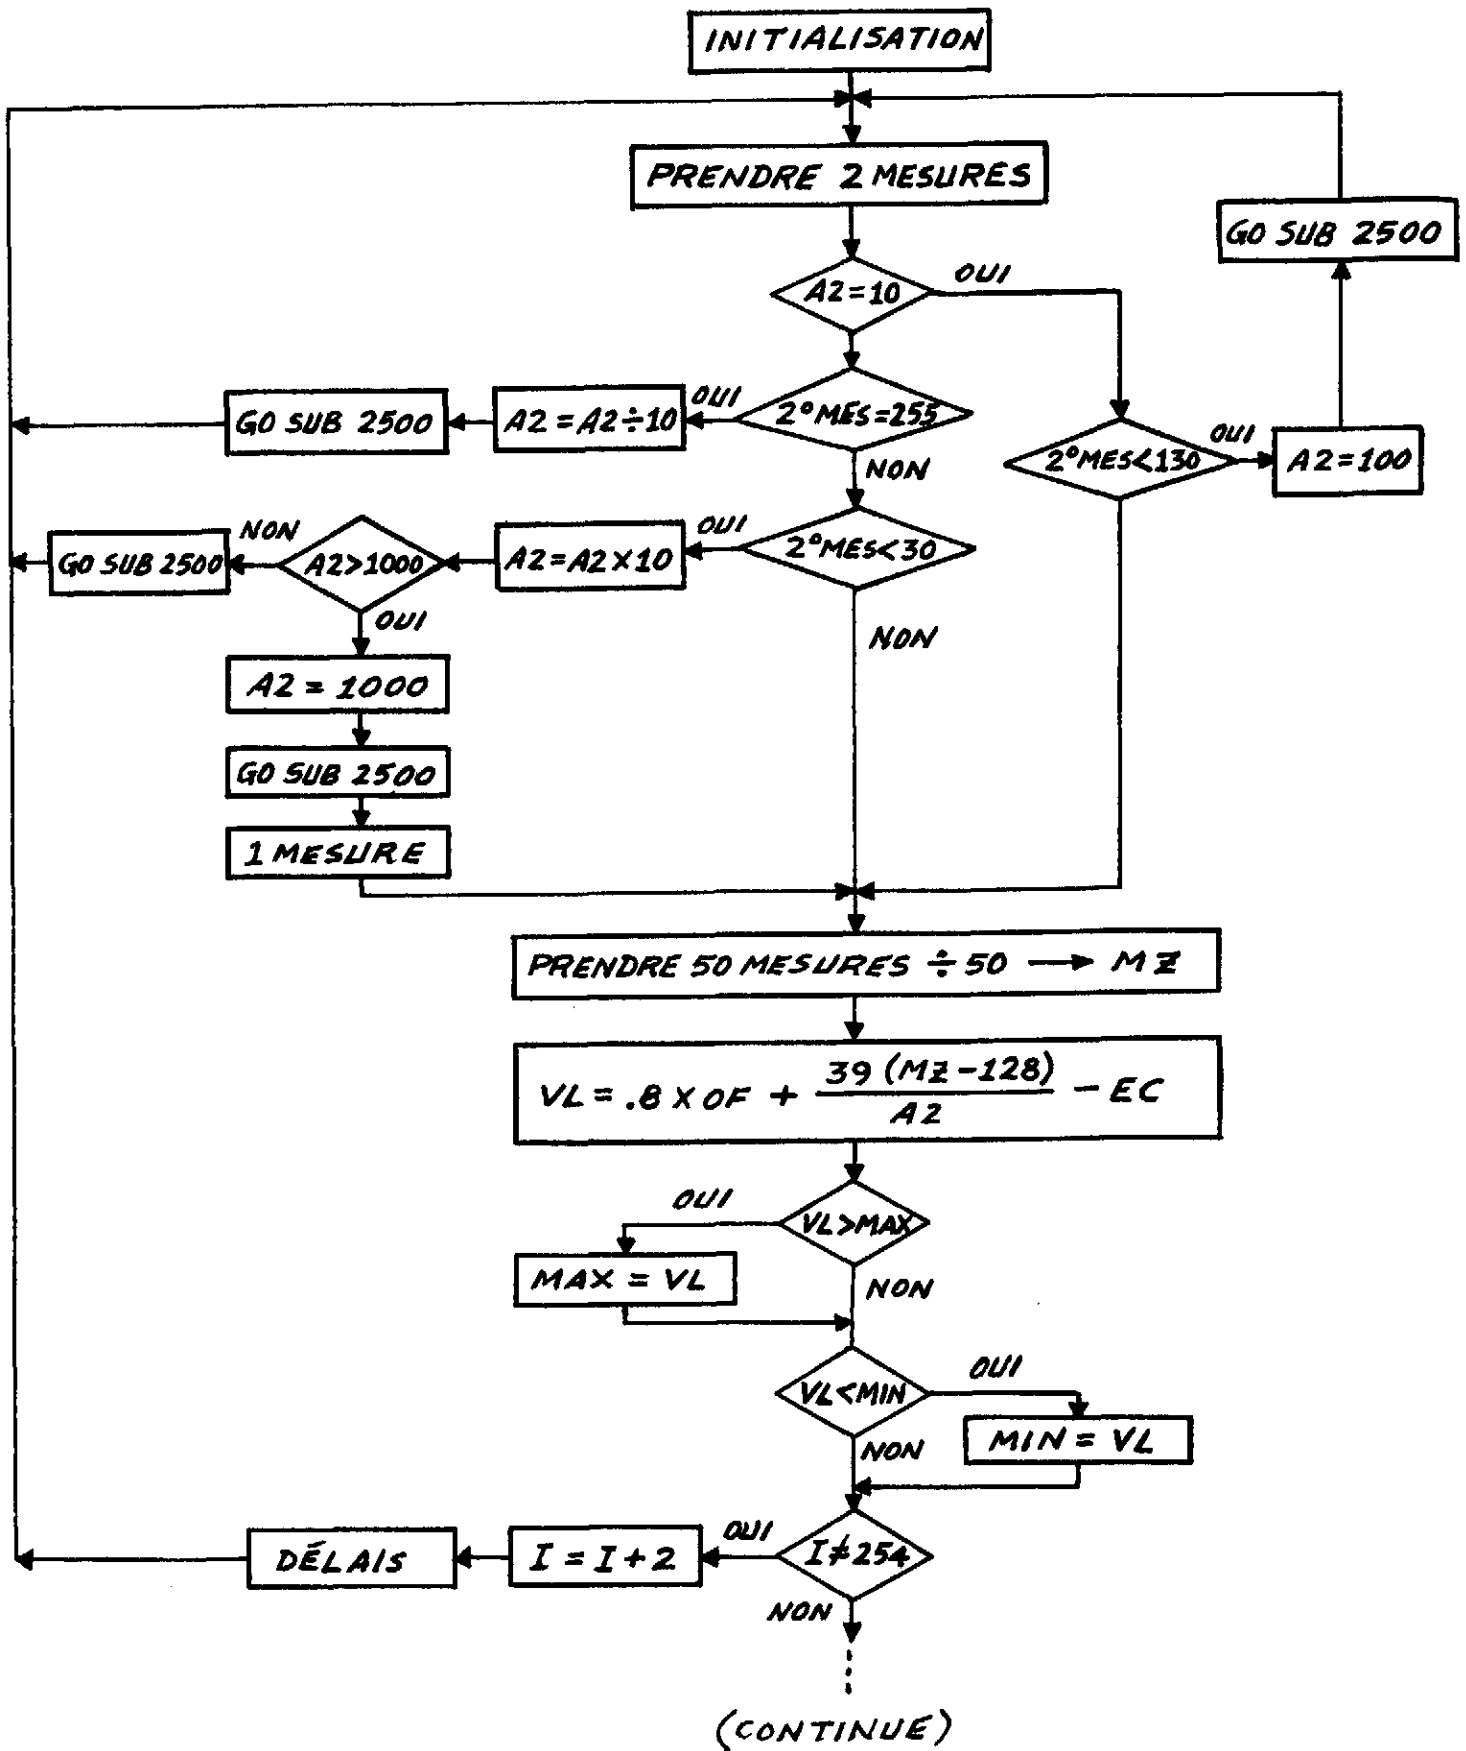 INITIALISATION
PRENDRE 2 MESURES
GO SUB 2500
A2=10
OUI
2°MES=255
OUI
A2=A2÷10
GO SUB 2500
NON
2°MES<130
OUI
A2=100
2°MES<30
OUI
A2=A2×10
A2>1000
NON
GO SUB 2500
OUI
NON
A2 = 1000
GO SUB 2500
1 MESURE
PRENDRE 50 MESURES ÷ 50 → MZ
VL = .8 X OF + 39 (MZ-128) / A2 - EC
VL>MAX
OUI
MAX = VL
NON
VL<MIN
OUI
MIN = VL
NON
I≠254
OUI
I = I + 2
DÉLAIS
NON
(CONTINUE)